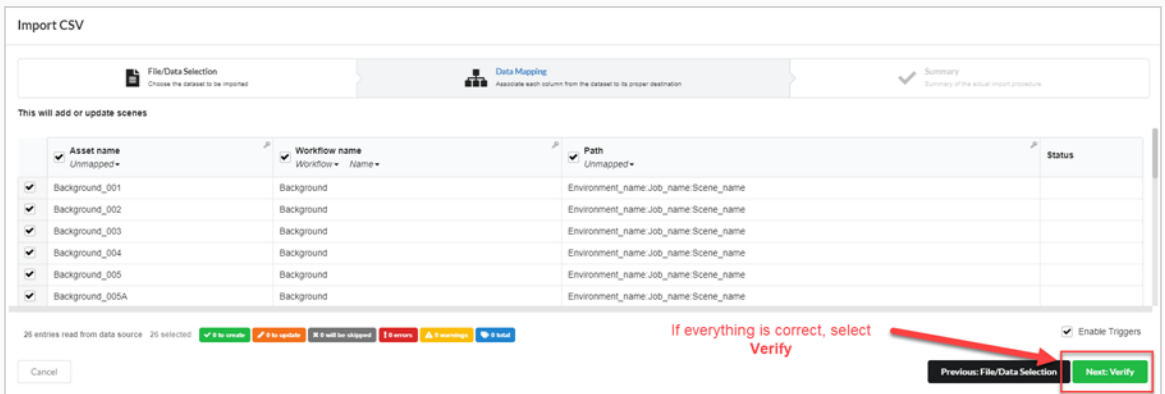 Import CSV
File/Data Selection
Choose the dataset to be imported
Data Mapping
Associate each column from the dataset to its proper destination
Summary
Summary of the actual import procedure
This will add or update scenes
Asset name
Unmapped
Workflow name
Workflow Name
Path
Unmapped
Status
Background_001 Background Environment_name:Job_name:Scene_name
Background_002 Background Environment_name:Job_name:Scene_name
Background_003 Background Environment_name:Job_name:Scene_name
Background_004 Background Environment_name:Job_name:Scene_name
Background_005 Background Environment_name:Job_name:Scene_name
Background_005A Background Environment_name:Job_name:Scene_name
26 entries read from data source 26 selected 0 to create 0 to update 0 will be skipped 0 errors 0 warnings 0 total
If everything is correct, select
Verify
Enable Triggers
Cancel
Previous: File/Data Selection
Next: Verify